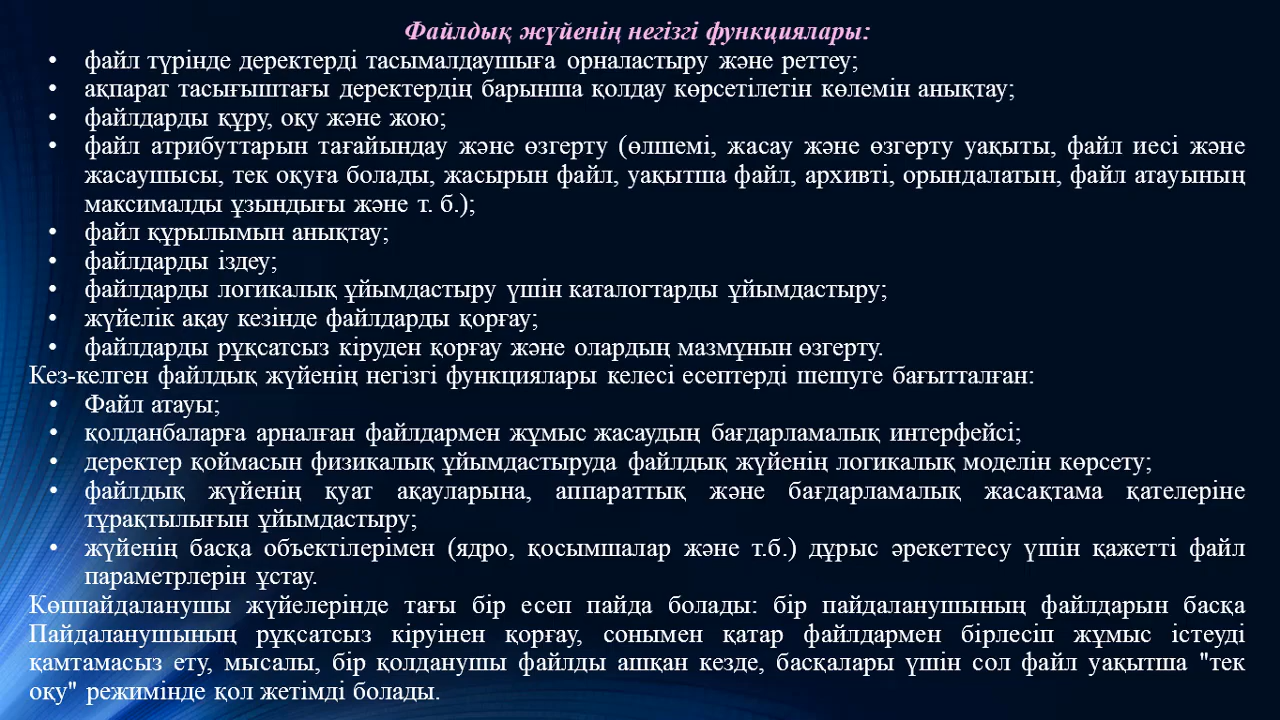 Файлдық жүйенің негізгі функциялары:
• файл түрінде деректерді тасымалдаушыға орналастыру және реттеу;
• ақпарат тасығыштағы деректердің барынша қолдау көрсетілетін көлемін анықтау;
• файлдарды құру, оқу және жою;
• файл атрибуттарын тағайындау және өзгерту (өлшемі, жасау және өзгерту уақыты, файл иесі және
жасаушысы, тек оқуға болады, жасырын файл, уақытша файл, архивті, орындалатын, файл атауының
максималды ұзындығы және т. б.);
• файл құрылымын анықтау;
• файлдарды іздеу;
• файлдарды логикалық ұйымдастыру үшін каталогтарды ұйымдастыру;
• жүйелік ақау кезінде файлдарды қорғау;
• файлдарды рұқсатсыз кіруден қорғау және олардың мазмұнын өзгерту.
Кез-келген файлдық жүйенің негізгі функциялары келесі есептерді шешуге бағытталған:
• Файл атауы;
• қолданбаларға арналған файлдармен жұмыс жасаудың бағдарламалық интерфейсі;
• деректер қоймасын физикалық ұйымдастыруда файлдық жүйенің логикалық моделін көрсету;
• файлдық жүйенің қуат ақауларына, аппараттық және бағдарламалық жасақтама қателеріне
тұрақтылығын ұйымдастыру;
• жүйенің басқа объектілерімен (ядро, қосымшалар және т.б.) дұрыс әрекеттесу үшін қажетті файл
параметрлерін ұстау.
Көппайдаланушы жүйелерінде тағы бір есеп пайда болады: бір пайдаланушының файлдарын басқа
Пайдаланушының рұқсатсыз кіруінен қорғау, сонымен қатар файлдармен бірлесіп жұмыс істеуді
қамтамасыз ету, мысалы, бір қолданушы файлды ашқан кезде, басқалары үшін сол файл уақытша "тек
оқу" режимінде қол жетімді болады.